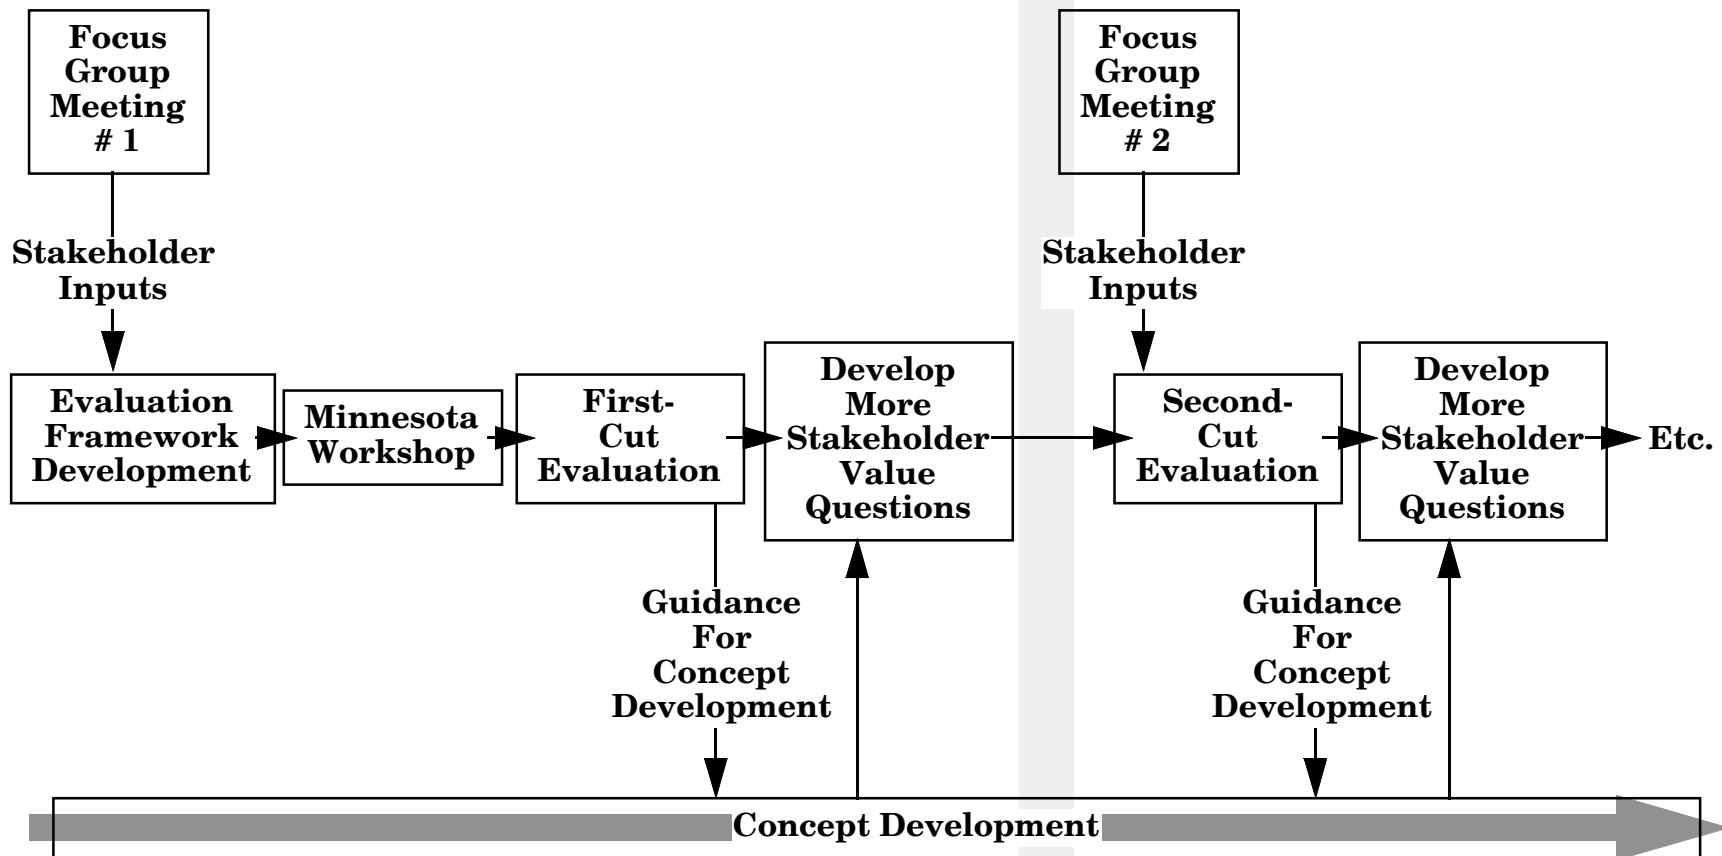 Focus
Group
Meeting
# 1
Focus
Group
Meeting
# 2
Stakeholder
Inputs
Stakeholder
Inputs
Evaluation
Framework
Development
Minnesota
Workshop
First-
Cut
Evaluation
Develop
More
Stakeholder
Value
Questions
Second-
Cut
Evaluation
Develop
More
Stakeholder
Value
Questions
Etc.
Guidance
For
Concept
Development
Guidance
For
Concept
Development
Concept Development